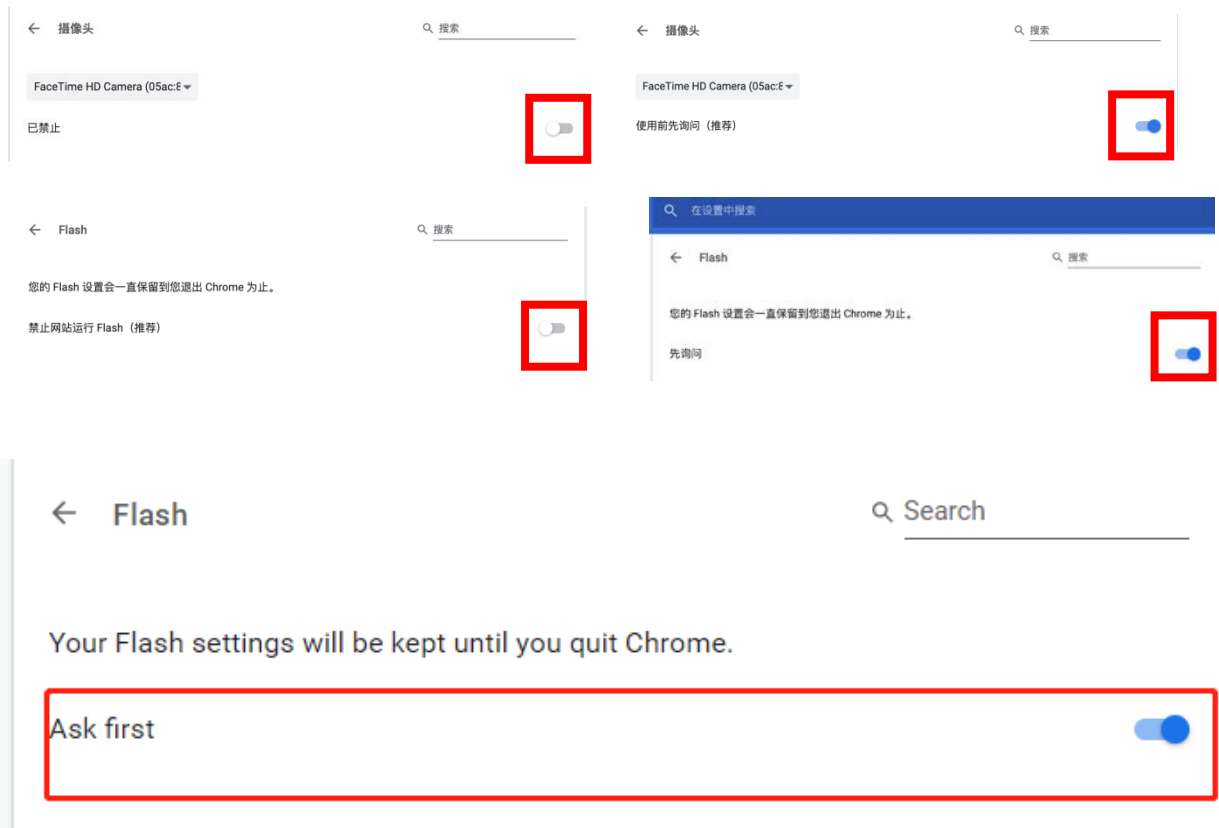 摄像头
搜索
FaceTime HD Camera (05ac:8
已禁止
摄像头
搜索
FaceTime HD Camera (05ac:8
使用前先询问（推荐）
Flash
搜索
您的 Flash 设置会一直保留到您退出 Chrome 为止。
禁止网站运行 Flash（推荐）
在设置中搜索
Flash
搜索
您的 Flash 设置会一直保留到您退出 Chrome 为止。
先询问
Flash
Search
Your Flash settings will be kept until you quit Chrome.
Ask first